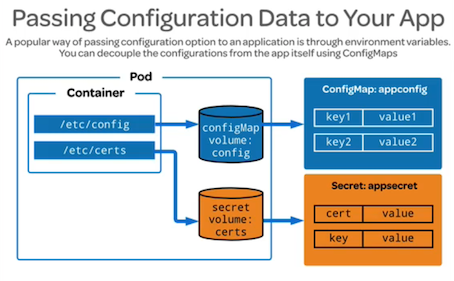 Passing Configuration Data to Your App
A popular way of passing configuration option to an application is through environment variables.
You can decouple the configurations from the app itself using ConfigMaps
Pod
Container
/etc/config
/etc/certs
configMap
volume:
config
secret
volume:
certs
ConfigMap: appconfig
key1 value1
key2 value2
Secret: appsecret
cert value
key value